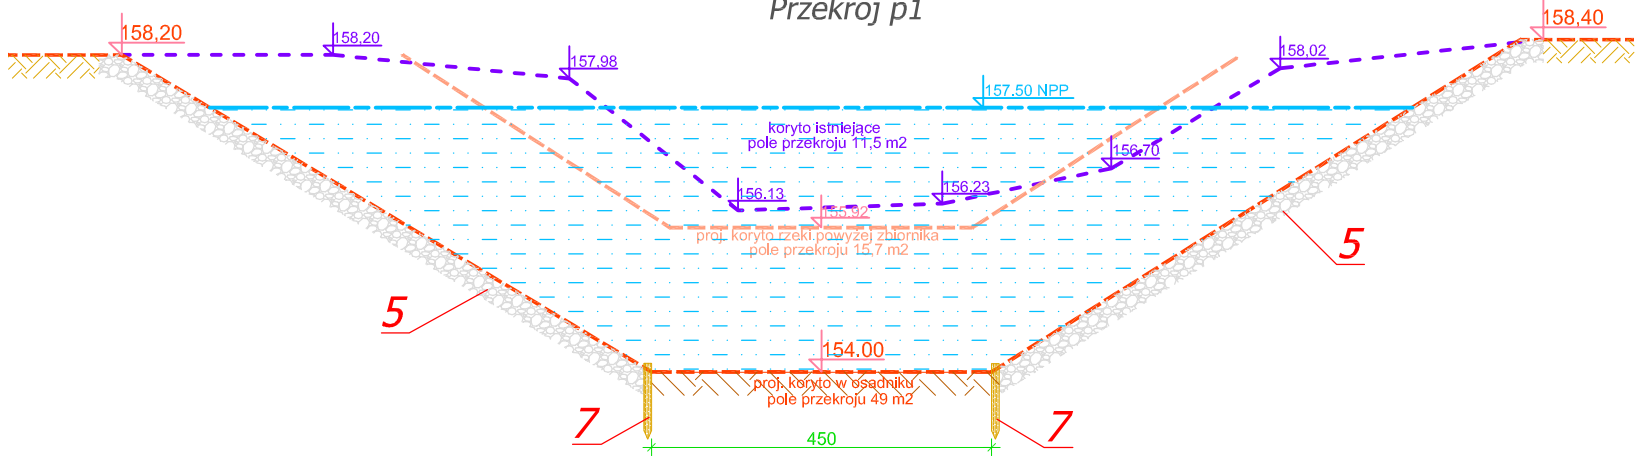 Przekrój p1
158,20
158,40
158,20
157,98
158,02
157.50 NPP
koryto istniejące
pole przekroju 11,5 m2
156.70
156.13
156.23
155,92
proj. koryto rzeki powyżej zbiornika
pole przekroju 15,7 m2
5
5
154.00
proj. koryto w osadniku
pole przekroju 49 m2
7
7
450